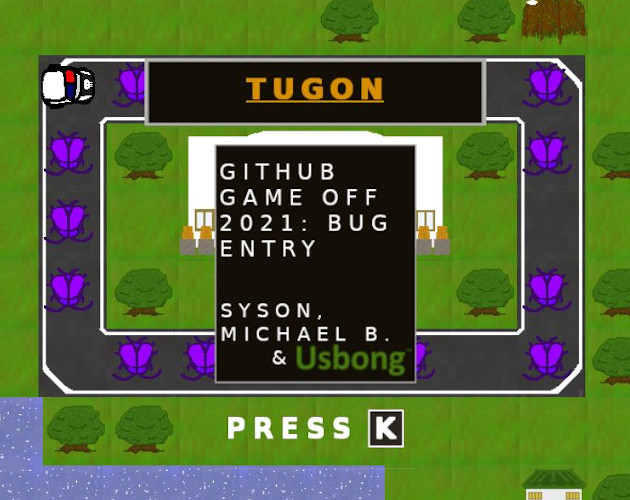 TUGON
GITHUB
GAME OFF
2021: BUG
ENTRY
SYSON,
MICHAEL B.
& Usbong
PRESS K